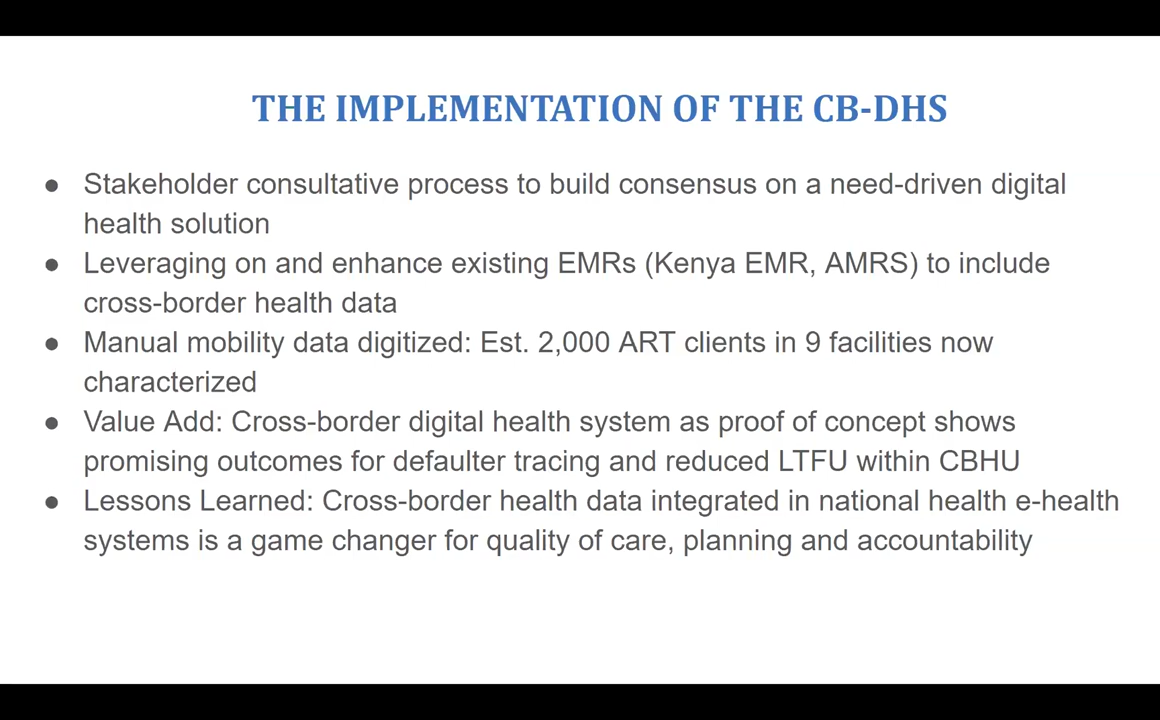 THE IMPLEMENTATION OF THE CB-DHS
● Stakeholder consultative process to build consensus on a need-driven digital
health solution
● Leveraging on and enhance existing EMRs (Kenya EMR, AMRS) to include
cross-border health data
● Manual mobility data digitized: Est. 2,000 ART clients in 9 facilities now
characterized
● Value Add: Cross-border digital health system as proof of concept shows
promising outcomes for defaulter tracing and reduced LTFU within CBHU
● Lessons Learned: Cross-border health data integrated in national health e-health
systems is a game changer for quality of care, planning and accountability